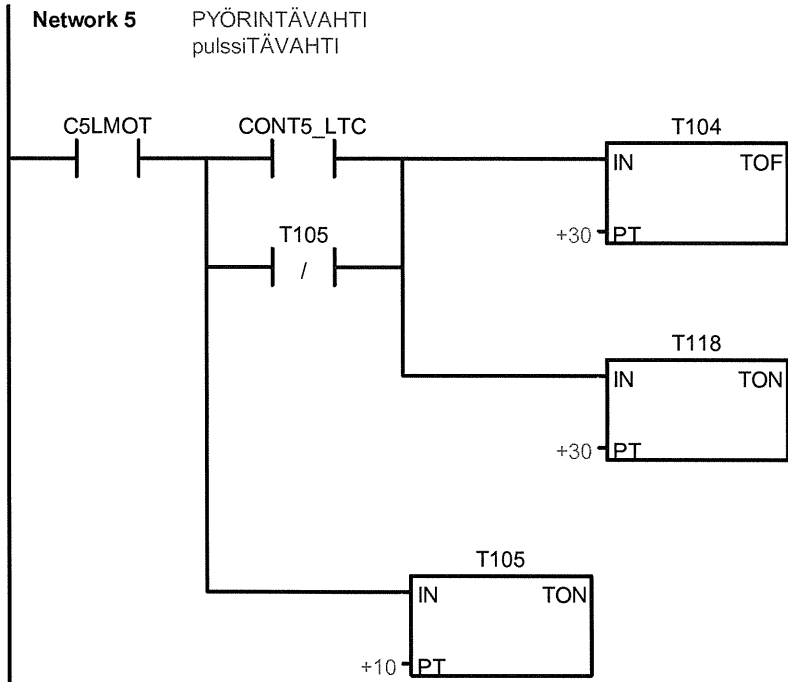 Network 5 PYÖRINTÄVAHTI
pulssiTÄVAHTI
C5LMOT CONT5_LTC T104
IN TOF
+30 PT
T105
/
T118
IN TON
+30 PT
T105
IN TON
+10 PT